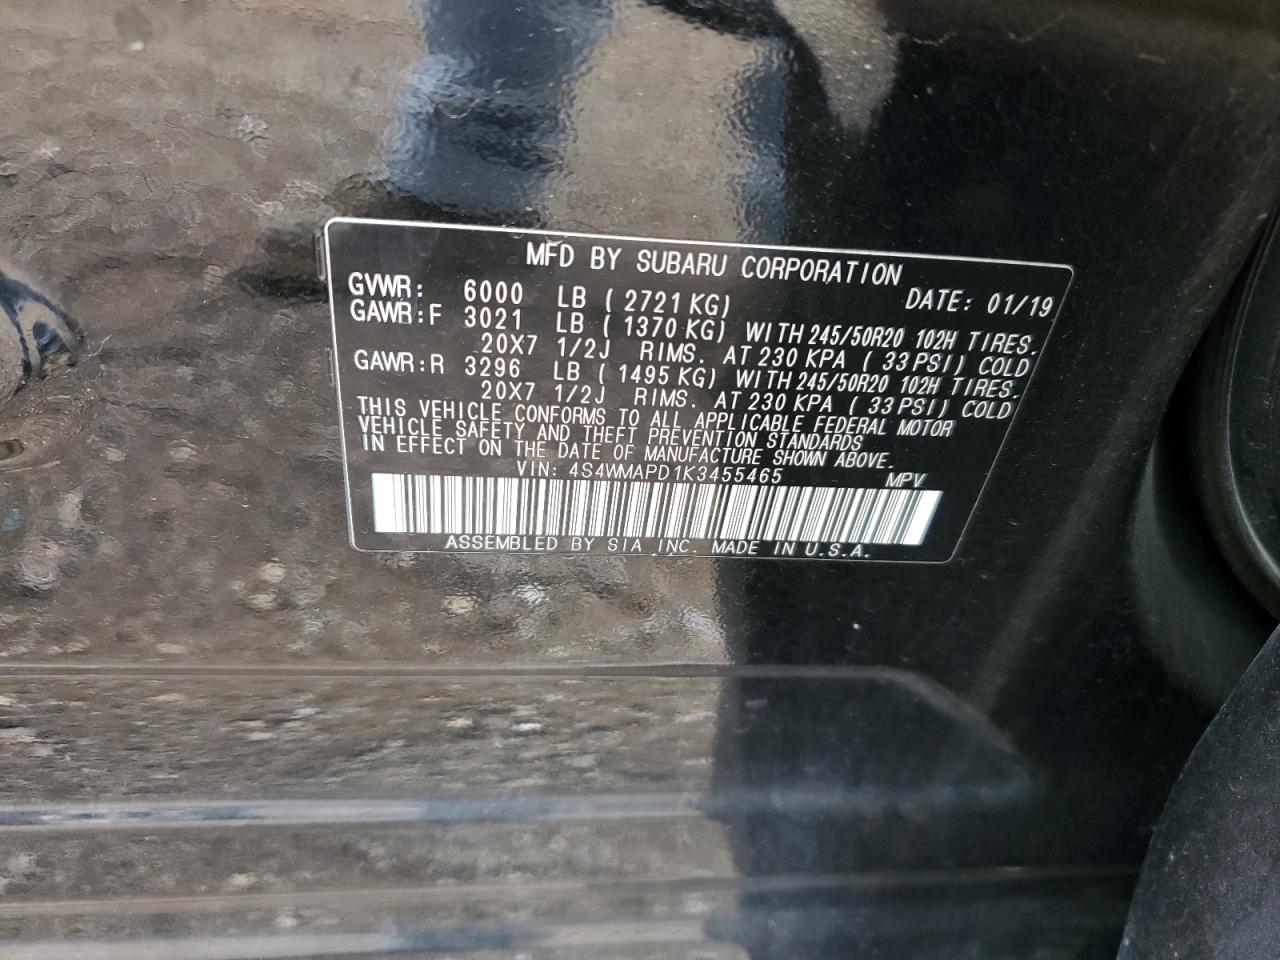 MFD BY SUBARU CORPORATION
GVWR: 6000 LB ( 2721 KG) DATE: 01/19
GAWR:F 3021 LB ( 1370 KG) WITH 245/50R20 102H TIRES.
20X7 1/2J RIMS. AT 230 KPA ( 33 PSI) COLD
GAWR:R 3296 LB ( 1495 KG) WITH 245/50R20 102H TIRES.
20X7 1/2J RIMS. AT 230 KPA ( 33 PSI) COLD
THIS VEHICLE CONFORMS TO ALL APPLICABLE FEDERAL MOTOR
VEHICLE SAFETY AND THEFT PREVENTION STANDARDS
IN EFFECT ON THE DATE OF MANUFACTURE SHOWN ABOVE.
VIN: 4S4WMAPD1K3455465 MPV
ASSEMBLED BY SIA INC. MADE IN U.S.A.